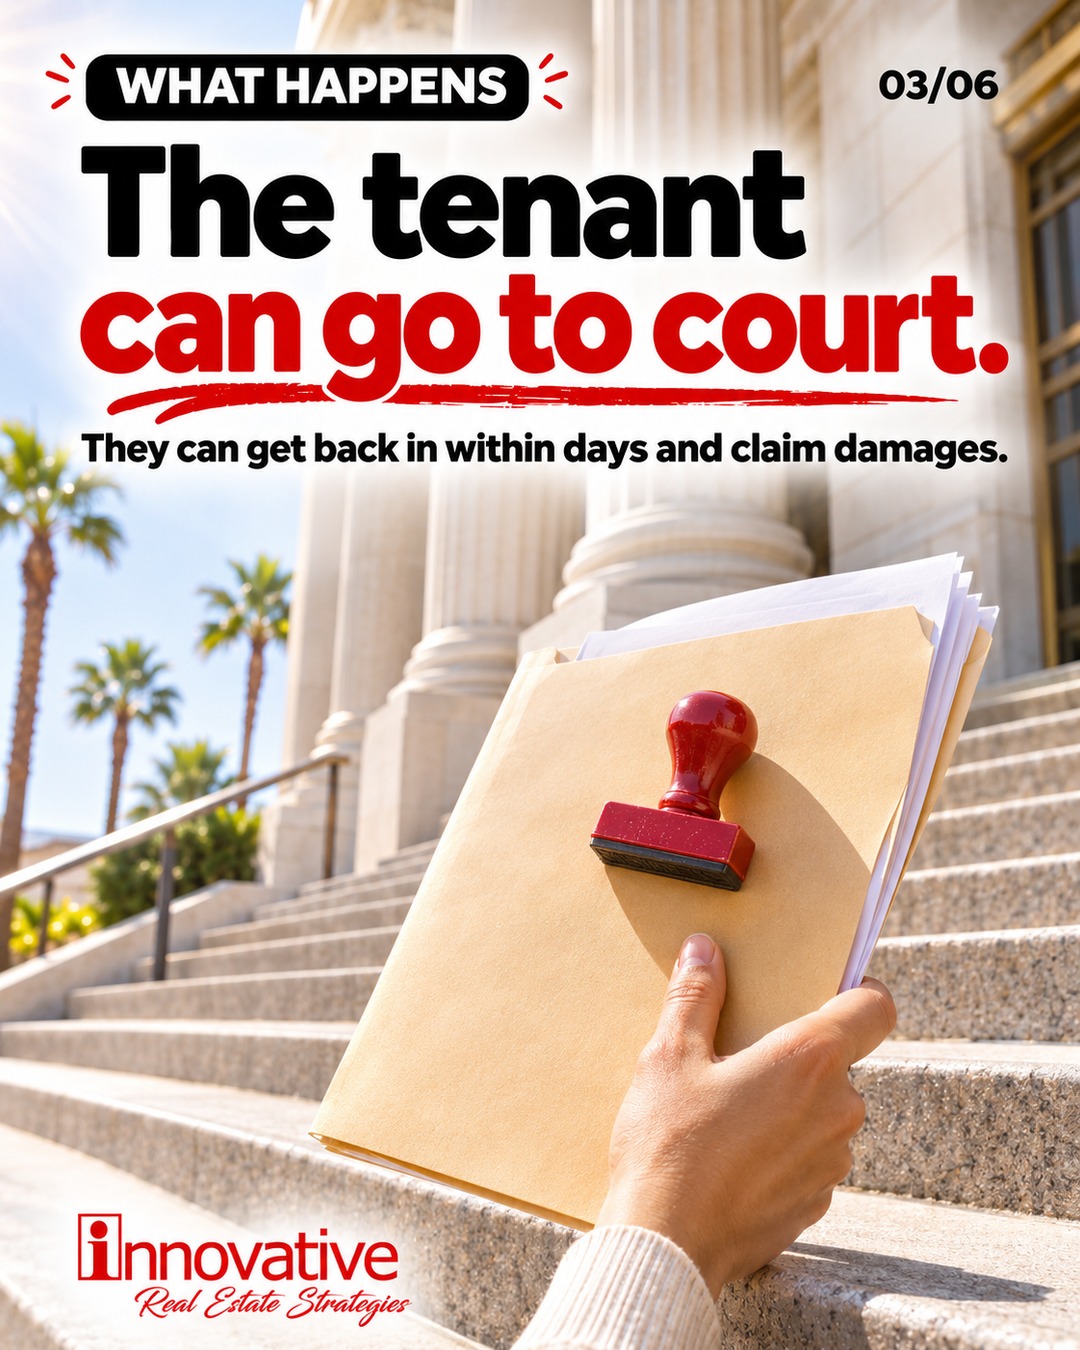 WHAT HAPPENS
03/06
The tenant
can go to court.
They can get back in within days and claim damages.
innovative
Real Estate Strategies